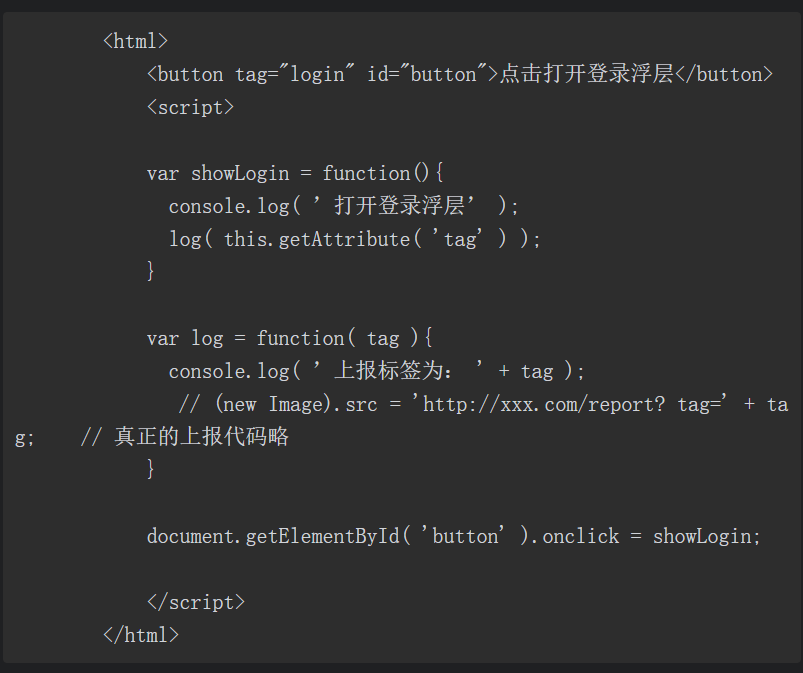 <html>
<button tag="login" id="button">点击打开登录浮层</button>
<script>
var showLogin = function(){
console.log( ’ 打开登录浮层’ );
log( this.getAttribute( 'tag’ ) );
}
var log = function( tag ){
console.log( ’ 上报标签为： ’ + tag );
// (new Image).src = 'http://xxx.com/report? tag=’ + ta
g; // 真正的上报代码略
}
document.getElementById( 'button’ ).onclick = showLogin;
</script>
</html>